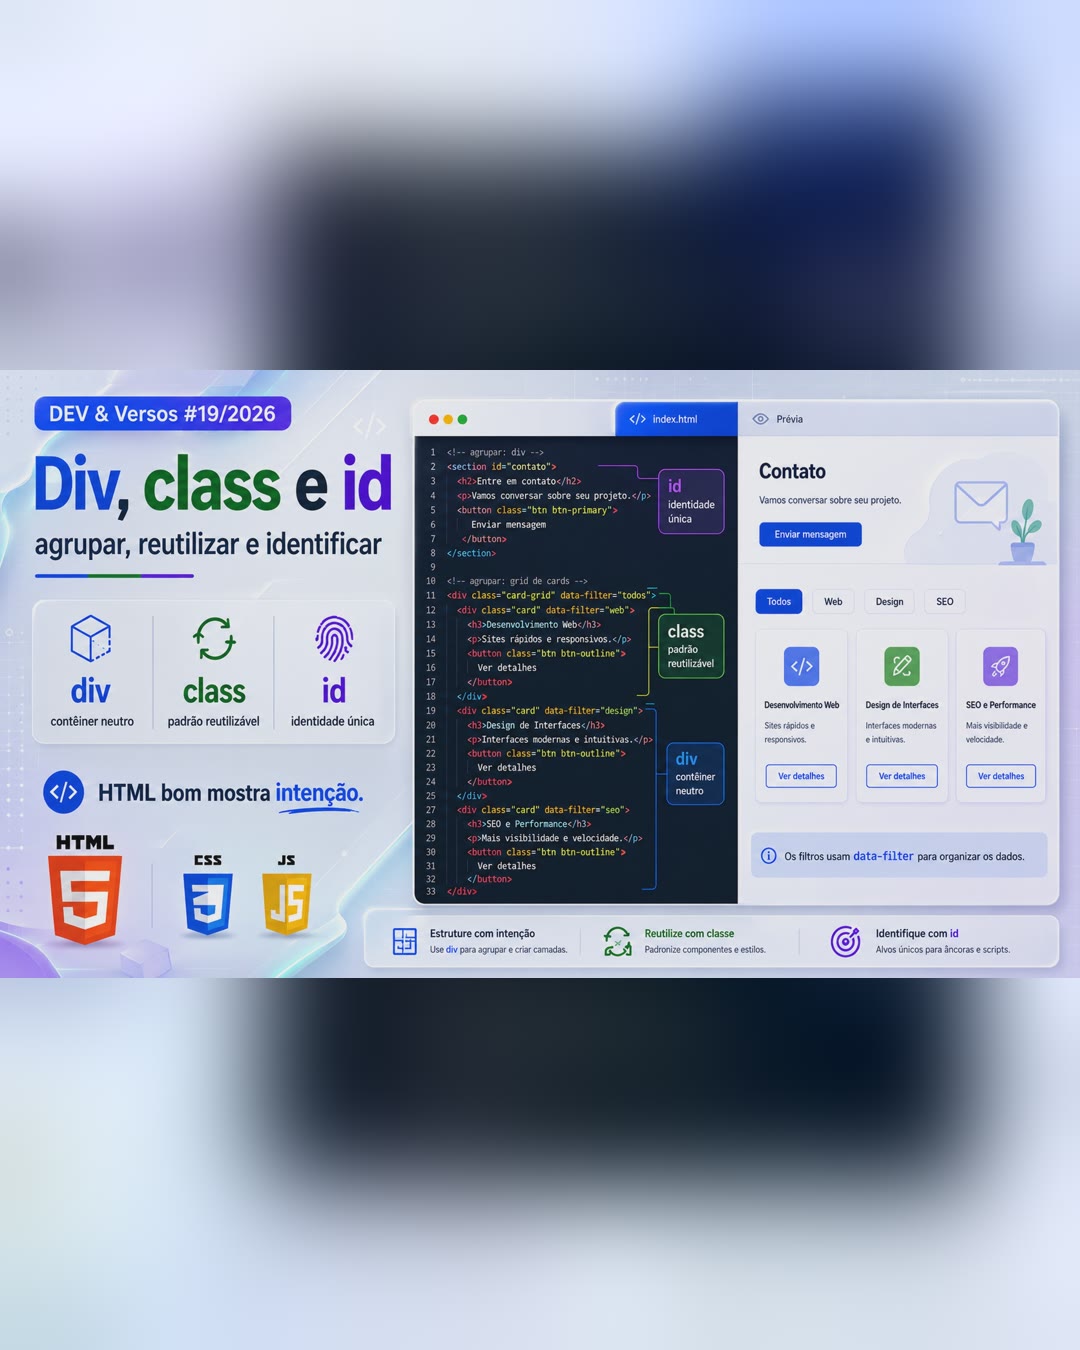 DEV & Versos #19/2026
Div, class e id
agrupar, reutilizar e identificar
div
contêiner neutro
class
padrão reutilizável
id
identidade única
</> HTML bom mostra intenção.
HTML
5
CSS
3
JS
JS
</> index.html
1 <!-- agrupar: div -->
2 <section id="contato">
3 <h2>Entre em contato</h2>
4 <p>Vamos conversar sobre seu projeto.</p>
5 <button class="btn btn-primary">
6 Enviar mensagem
7 </button>
8 </section>
9
10 <!-- agrupar: grid de cards -->
11 <div class="card-grid" data-filter="todos">
12 <div class="card" data-filter="web">
13 <h3>Desenvolvimento Web</h3>
14 <p>Sites rápidos e responsivos.</p>
15 <button class="btn btn-outline">
16 Ver detalhes
17 </button>
18 </div>
19 <div class="card" data-filter="design">
20 <h3>Design de Interfaces</h3>
21 <p>Interfaces modernas e intuitivas.</p>
22 <button class="btn btn-outline">
23 Ver detalhes
24 </button>
25 </div>
27 <div class="card" data-filter="seo">
28 <h3>SEO e Performance</h3>
29 <p>Mais visibilidade e velocidade.</p>
30 <button class="btn btn-outline">
31 Ver detalhes
32 </button>
33 </div>
id
identidade
única
class
padrão
reutilizável
div
contêiner
neutro
Prévia
Contato
Vamos conversar sobre seu projeto.
Enviar mensagem
Todos Web Design SEO
</>
Desenvolvimento Web
Sites rápidos e
responsivos.
Ver detalhes
Design de Interfaces
Interfaces modernas
e intuitivas.
Ver detalhes
SEO e Performance
Mais visibilidade e
velocidade.
Ver detalhes
Os filtros usam data-filter para organizar os dados.
Estruture com intenção
Use div para agrupar e criar camadas.
Reutilize com classe
Padronize componentes e estilos.
Identifique com id
Alvos únicos para âncoras e scripts.